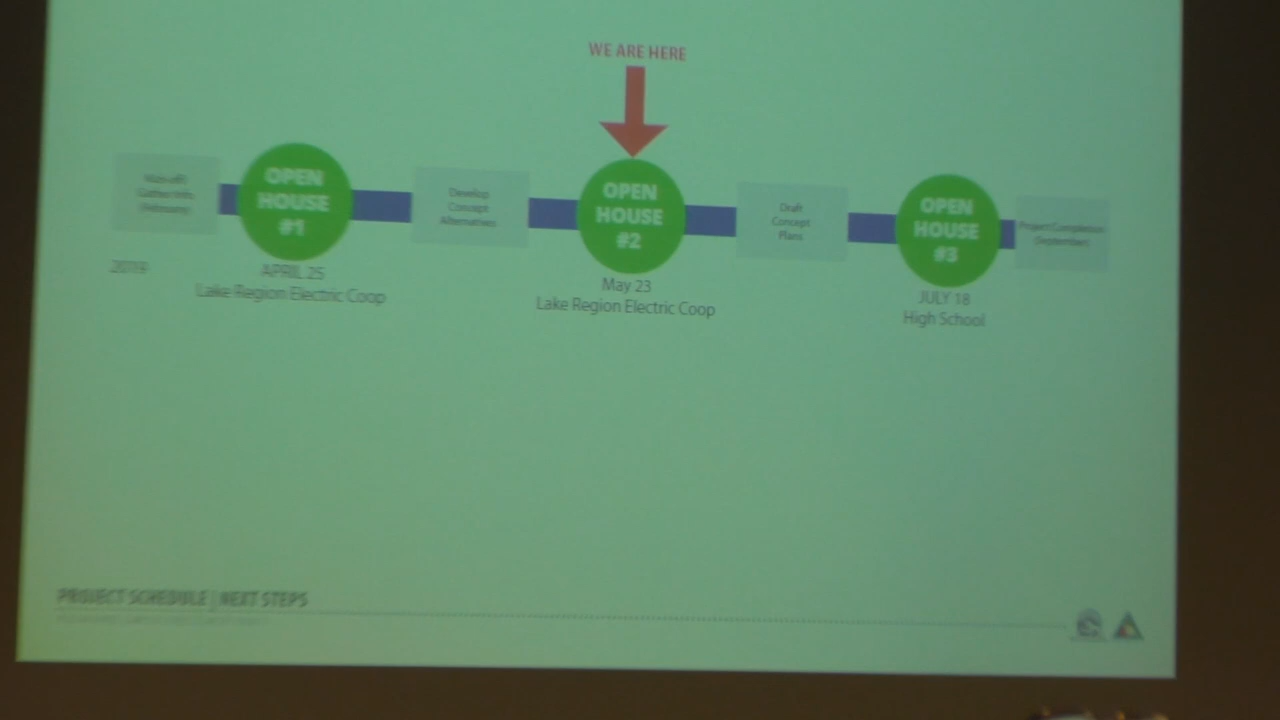 WE ARE HERE
Kick-off/
Gather Info
(February)
OPEN
HOUSE
#1
Develop
Concept
Alternatives
OPEN
HOUSE
#2
Draft
Concept
Plans
OPEN
HOUSE
#3
Project Completion
(September)
2019
APRIL 25
Lake Region Electric Coop
May 23
Lake Region Electric Coop
JULY 18
High School
PROJECT SCHEDULE | NEXT STEPS